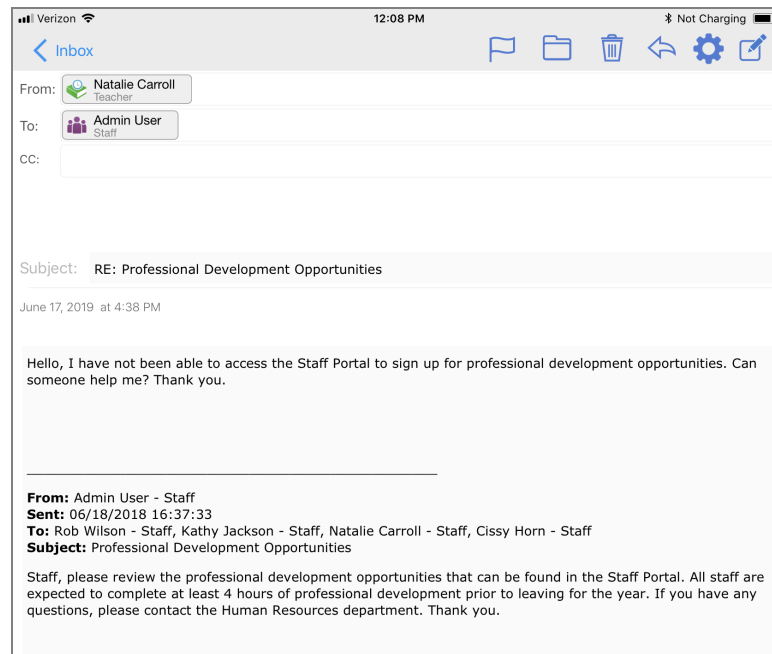 Verizon 12:08 PM Not Charging
Inbox
From: Natalie Carroll
Teacher
To: Admin User
Staff
CC:
Subject: RE: Professional Development Opportunities
June 17, 2019 at 4:38 PM
Hello, I have not been able to access the Staff Portal to sign up for professional development opportunities. Can
someone help me? Thank you.
From: Admin User - Staff
Sent: 06/18/2018 16:37:33
To: Rob Wilson - Staff, Kathy Jackson - Staff, Natalie Carroll - Staff, Cissy Horn - Staff
Subject: Professional Development Opportunities
Staff, please review the professional development opportunities that can be found in the Staff Portal. All staff are
expected to complete at least 4 hours of professional development prior to leaving for the year. If you have any
questions, please contact the Human Resources department. Thank you.